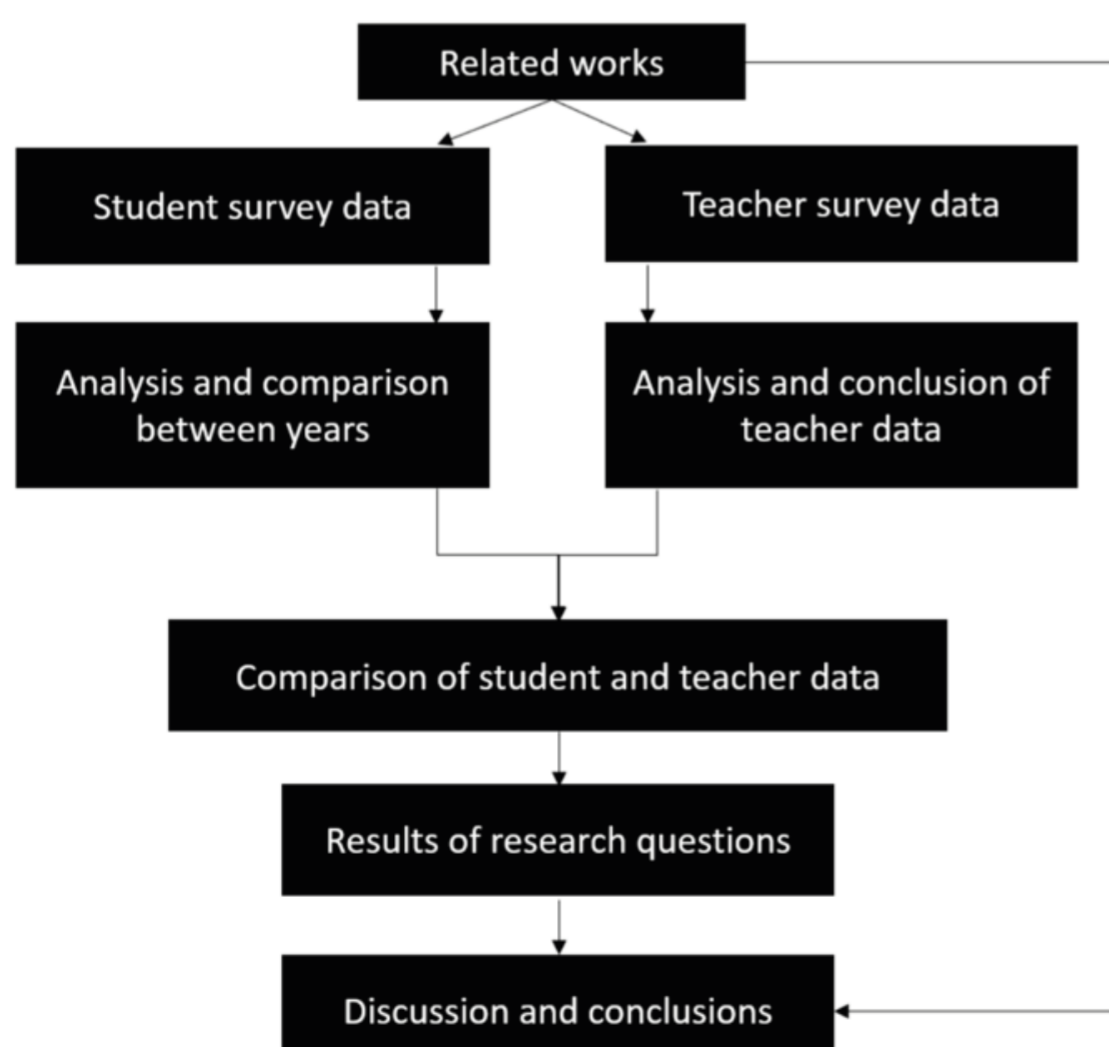 Related works
Student survey data
Teacher survey data
Analysis and comparison
between years
Analysis and conclusion of
teacher data
Comparison of student and teacher data
Results of research questions
Discussion and conclusions